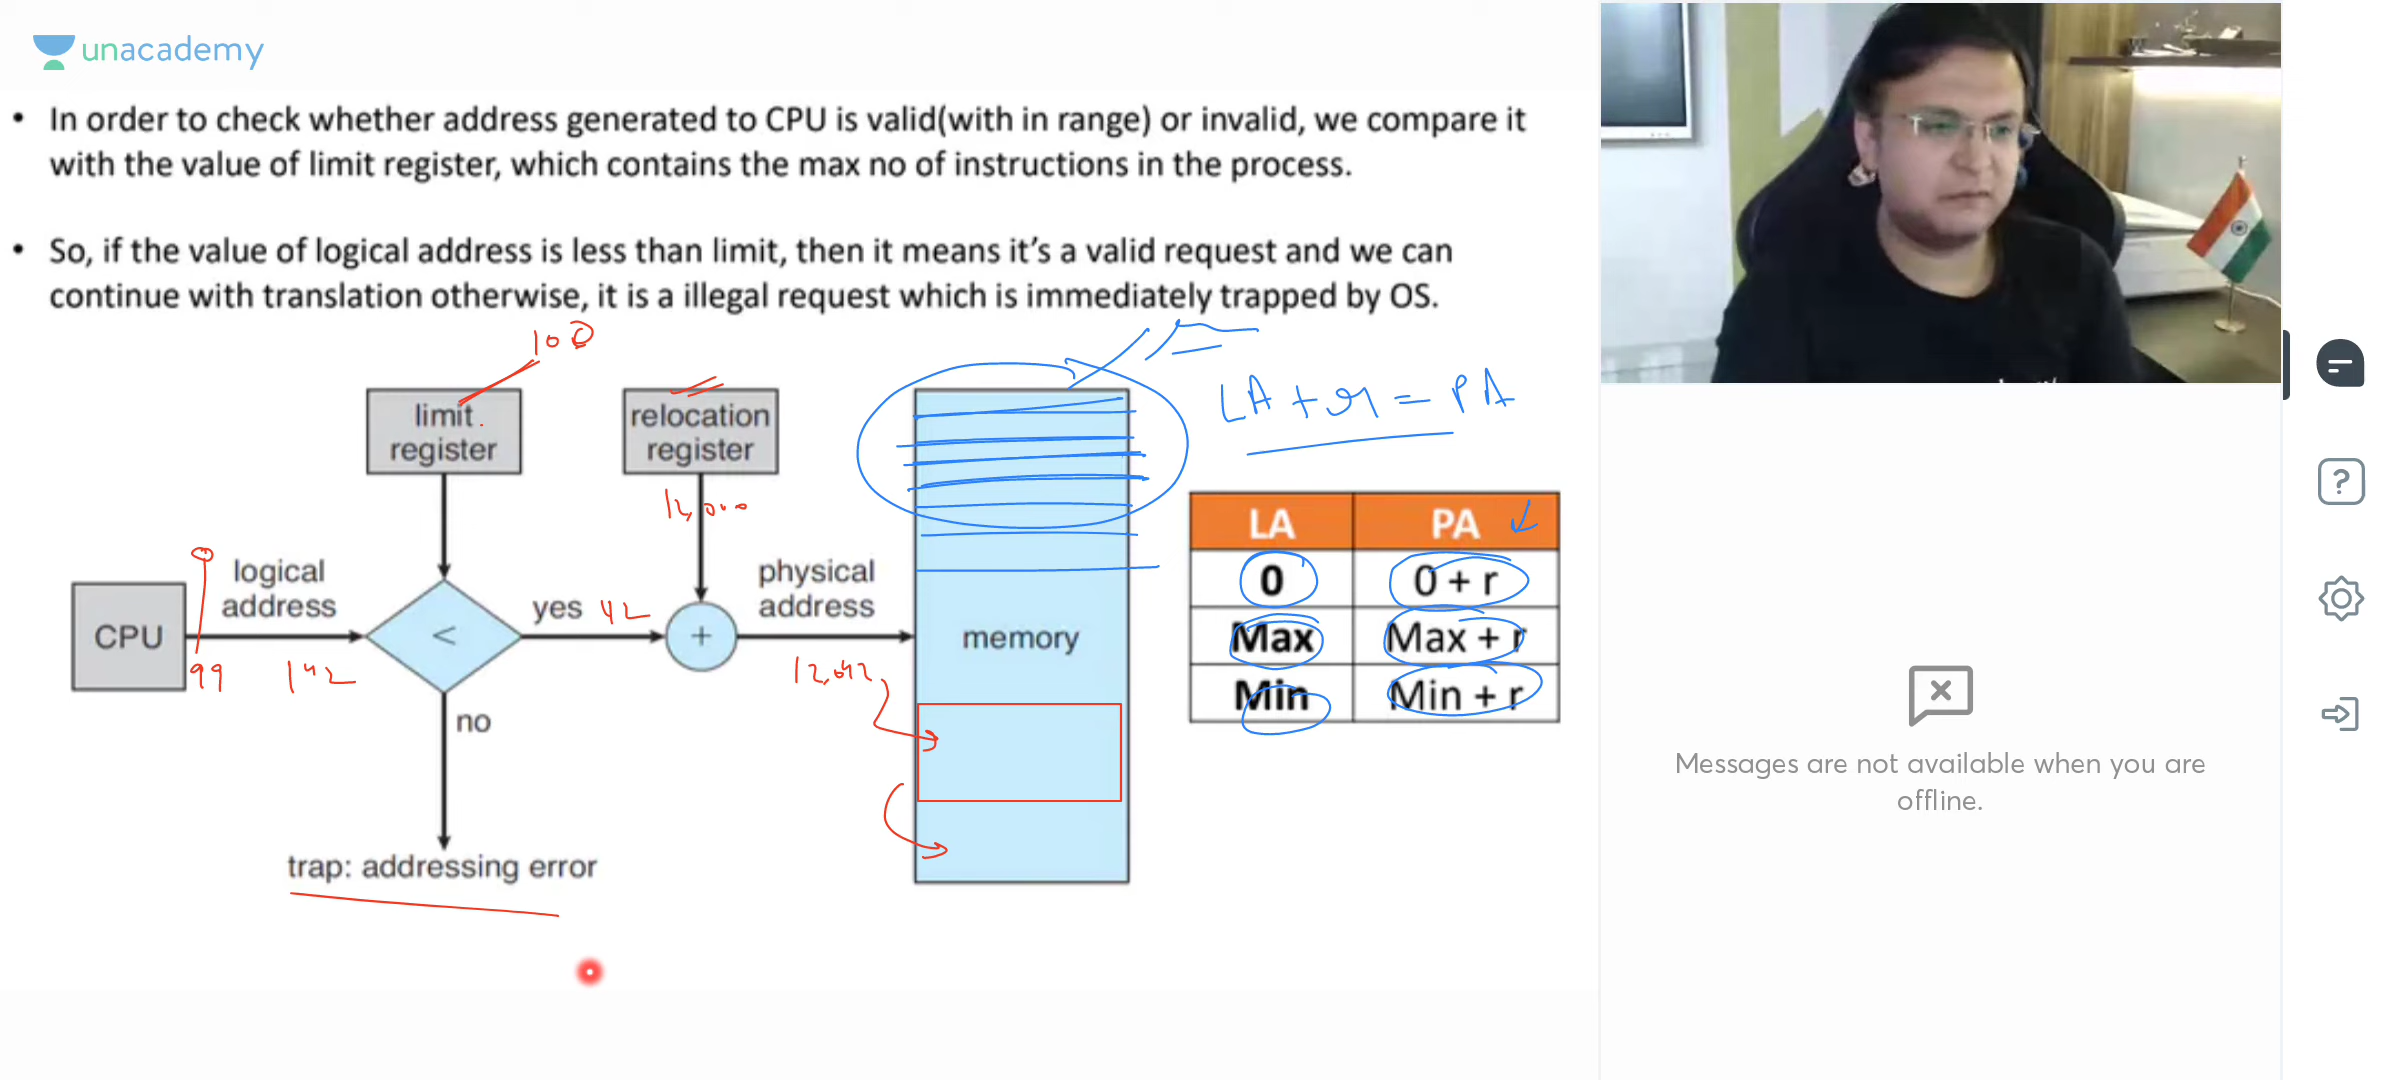 unacademy
• In order to check whether address generated to CPU is valid(with in range) or invalid, we compare it
with the value of limit register, which contains the max no of instructions in the process.
• So, if the value of logical address is less than limit, then it means it's a valid request and we can
continue with translation otherwise, it is a illegal request which is immediately trapped by OS.
100
limit
register
relocation
register
LA + r = PA
12,000
LA PA
0 0 + r
Max Max + r
Min Min + r
0
logical
address
CPU
<
yes 42
+
physical
address
memory
99 142
12,042
no
trap: addressing error
?
Messages are not available when you are
offline.